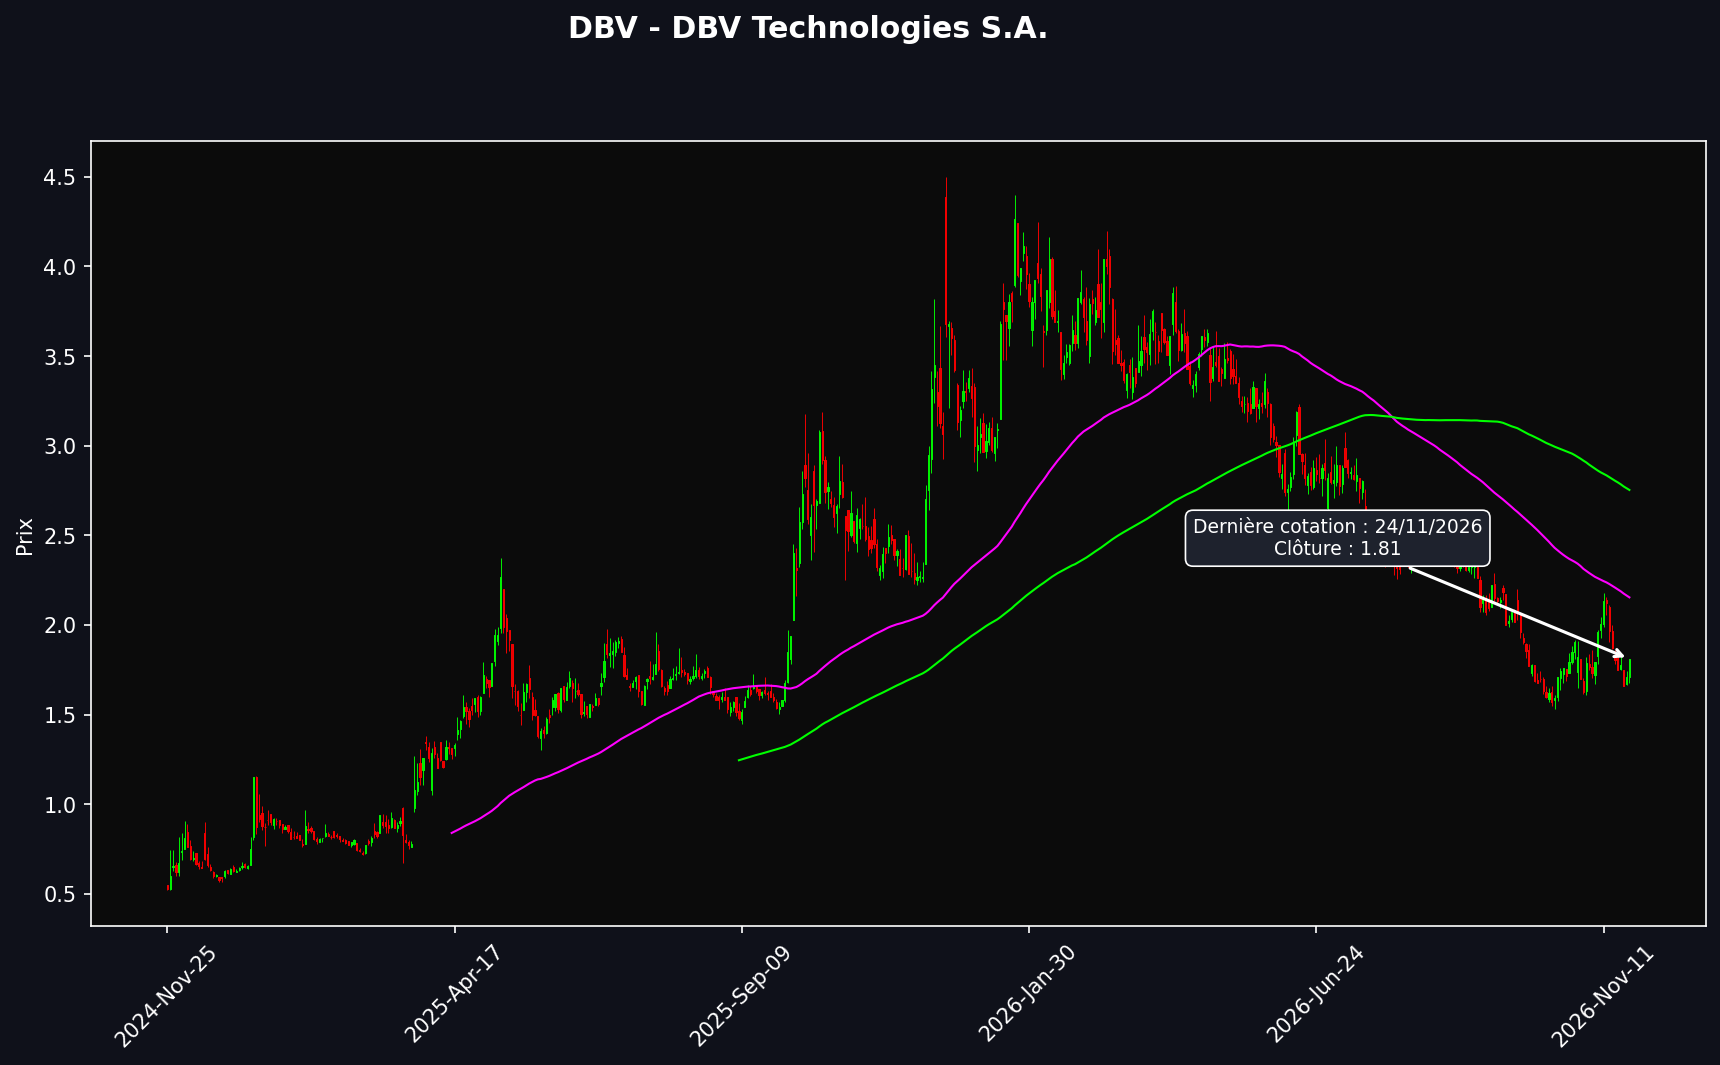 DBV - DBV Technologies S.A.
Prix
4.5
4.0
3.5
3.0
2.5
2.0
1.5
1.0
0.5
Dernière cotation : 24/11/2026
Clôture : 1.81
2024-Nov-25
2025-Apr-17
2025-Sep-09
2026-Jan-30
2026-Jun-24
2026-Nov-11